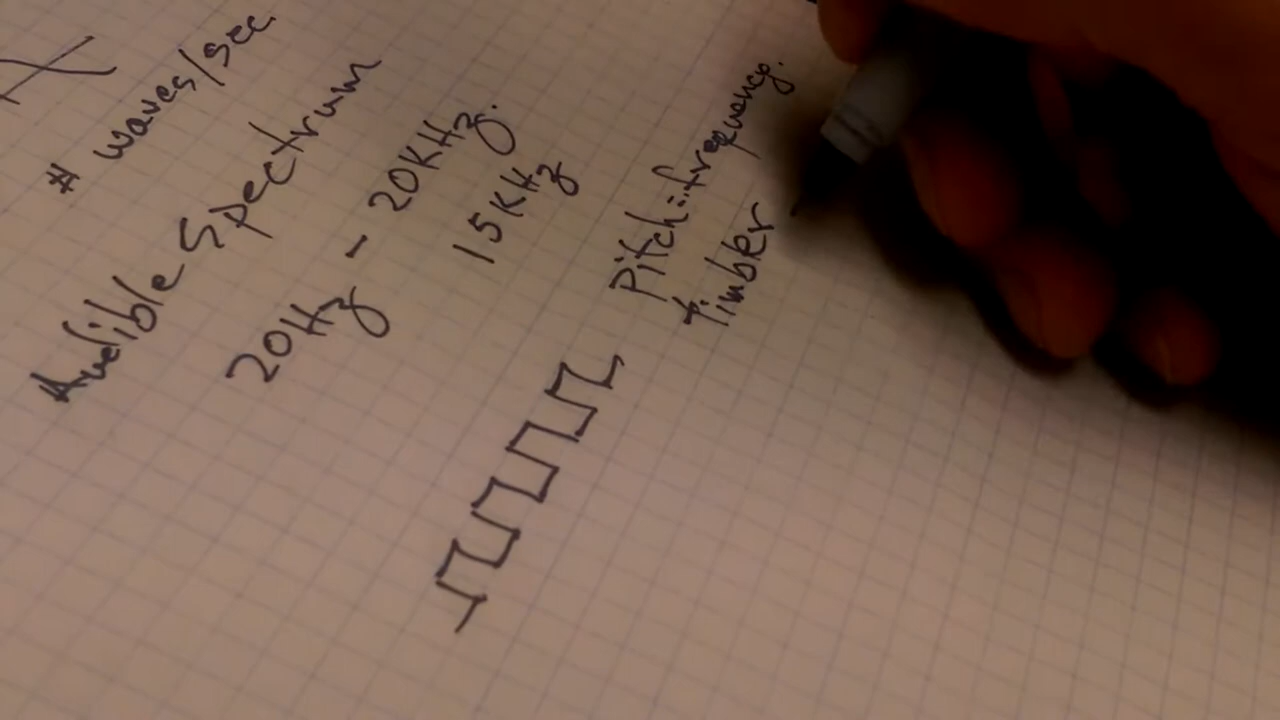 # waves/sec
Audible Spectrum
20Hz - 20KHz.
15KHz
Pitch = frequency.
Timber